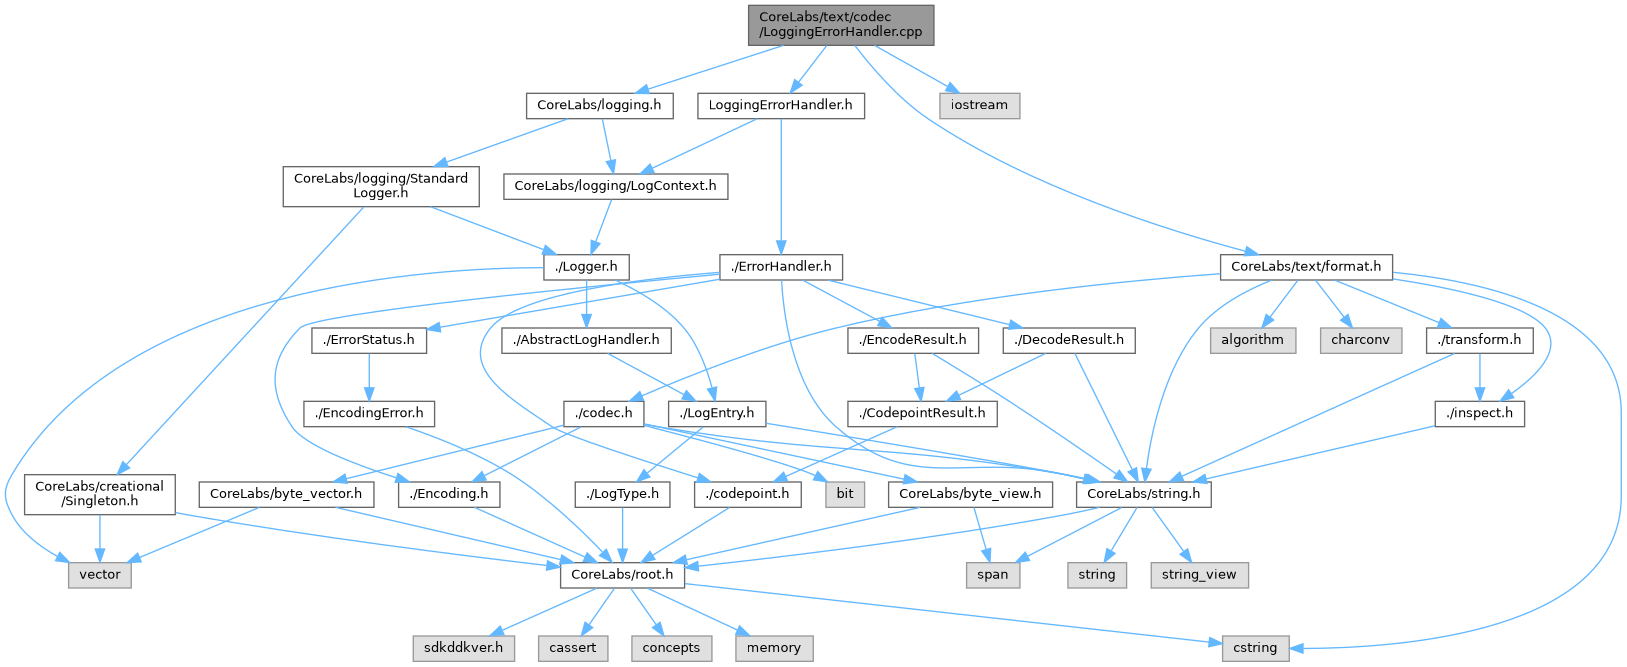 CoreLabs/text/codec
/LoggingErrorHandler.cpp
CoreLabs/logging.h
LoggingErrorHandler.h
iostream
CoreLabs/logging/Standard
Logger.h
CoreLabs/logging/LogContext.h
./Logger.h
./ErrorHandler.h
CoreLabs/text/format.h
./ErrorStatus.h
./AbstractLogHandler.h
./EncodeResult.h
./DecodeResult.h
algorithm
charconv
./transform.h
./EncodingError.h
./codec.h
./LogEntry.h
./CodepointResult.h
./inspect.h
CoreLabs/creational
/Singleton.h
CoreLabs/byte_vector.h
./Encoding.h
./LogType.h
./codepoint.h
bit
CoreLabs/byte_view.h
CoreLabs/string.h
vector
CoreLabs/root.h
span
string
string_view
sdkddkver.h
cassert
concepts
memory
cstring